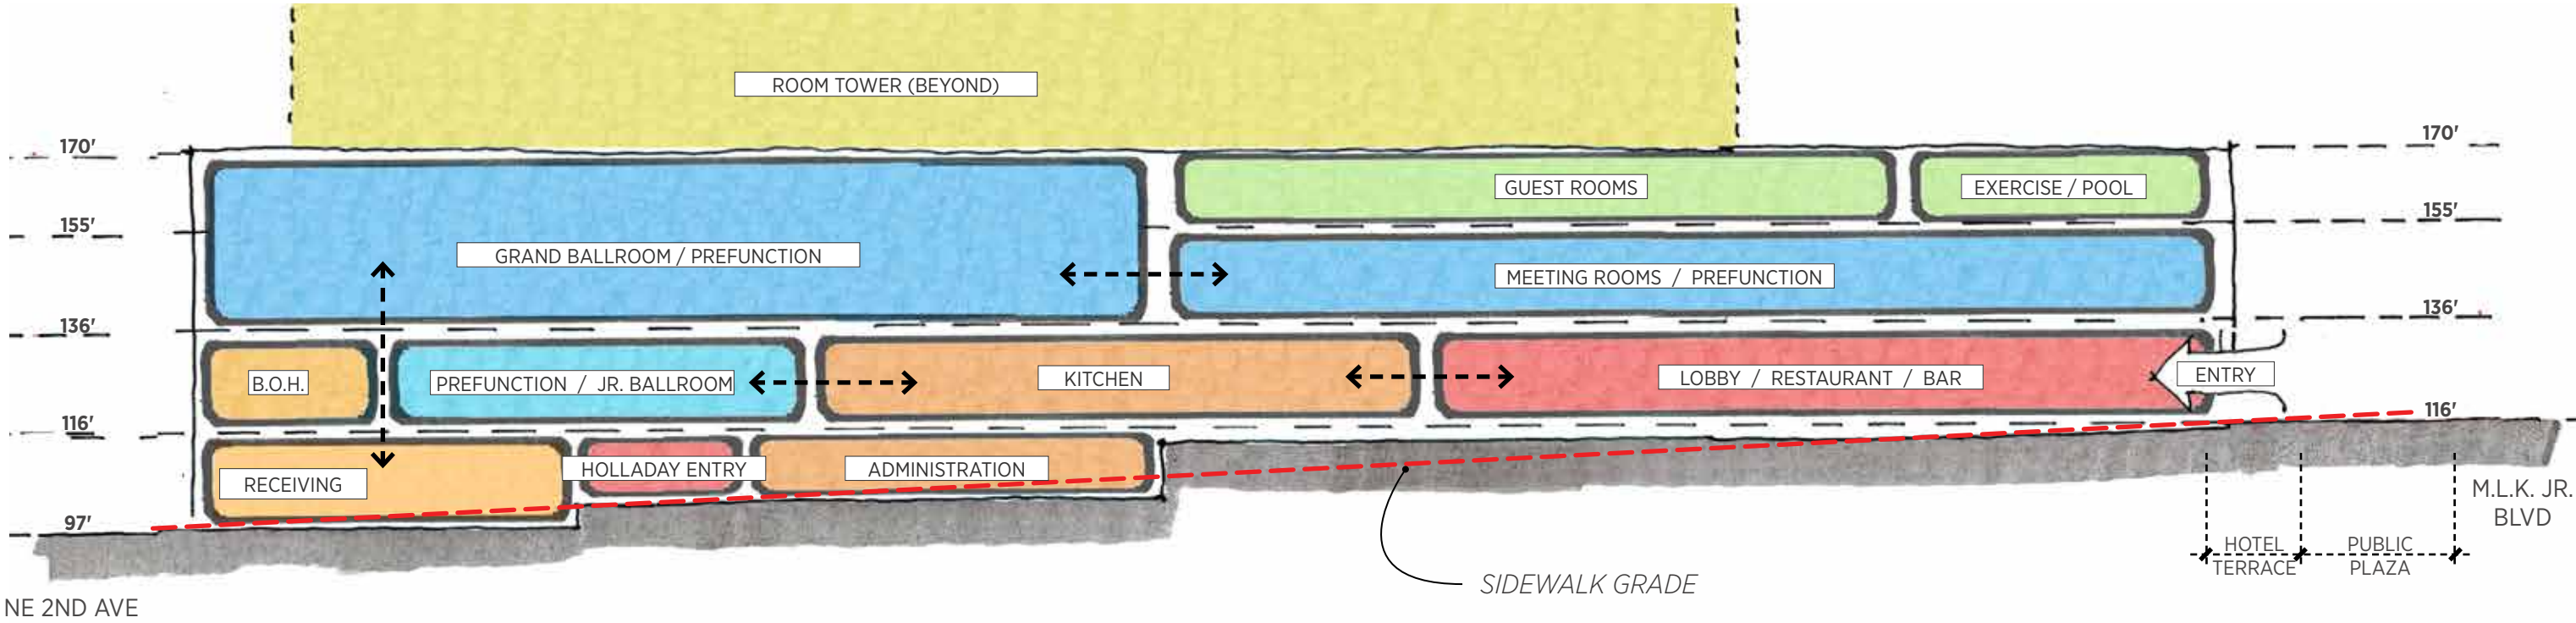 ROOM TOWER (BEYOND)
170'
170'
GUEST ROOMS
EXERCISE / POOL
155'
155'
GRAND BALLROOM / PREFUNCTION
MEETING ROOMS / PREFUNCTION
136'
136'
B.O.H.
PREFUNCTION / JR. BALLROOM
KITCHEN
LOBBY / RESTAURANT / BAR
ENTRY
116'
116'
RECEIVING
HOLLADAY ENTRY
ADMINISTRATION
97'
M.L.K. JR.
BLVD
HOTEL
TERRACE
PUBLIC
PLAZA
SIDEWALK GRADE
NE 2ND AVE